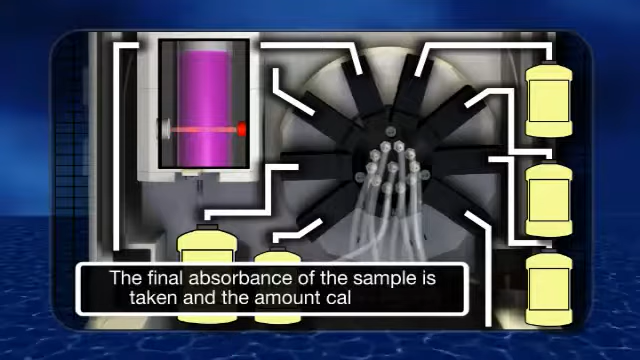 The final absorbance of the sample is
taken and the amount cal